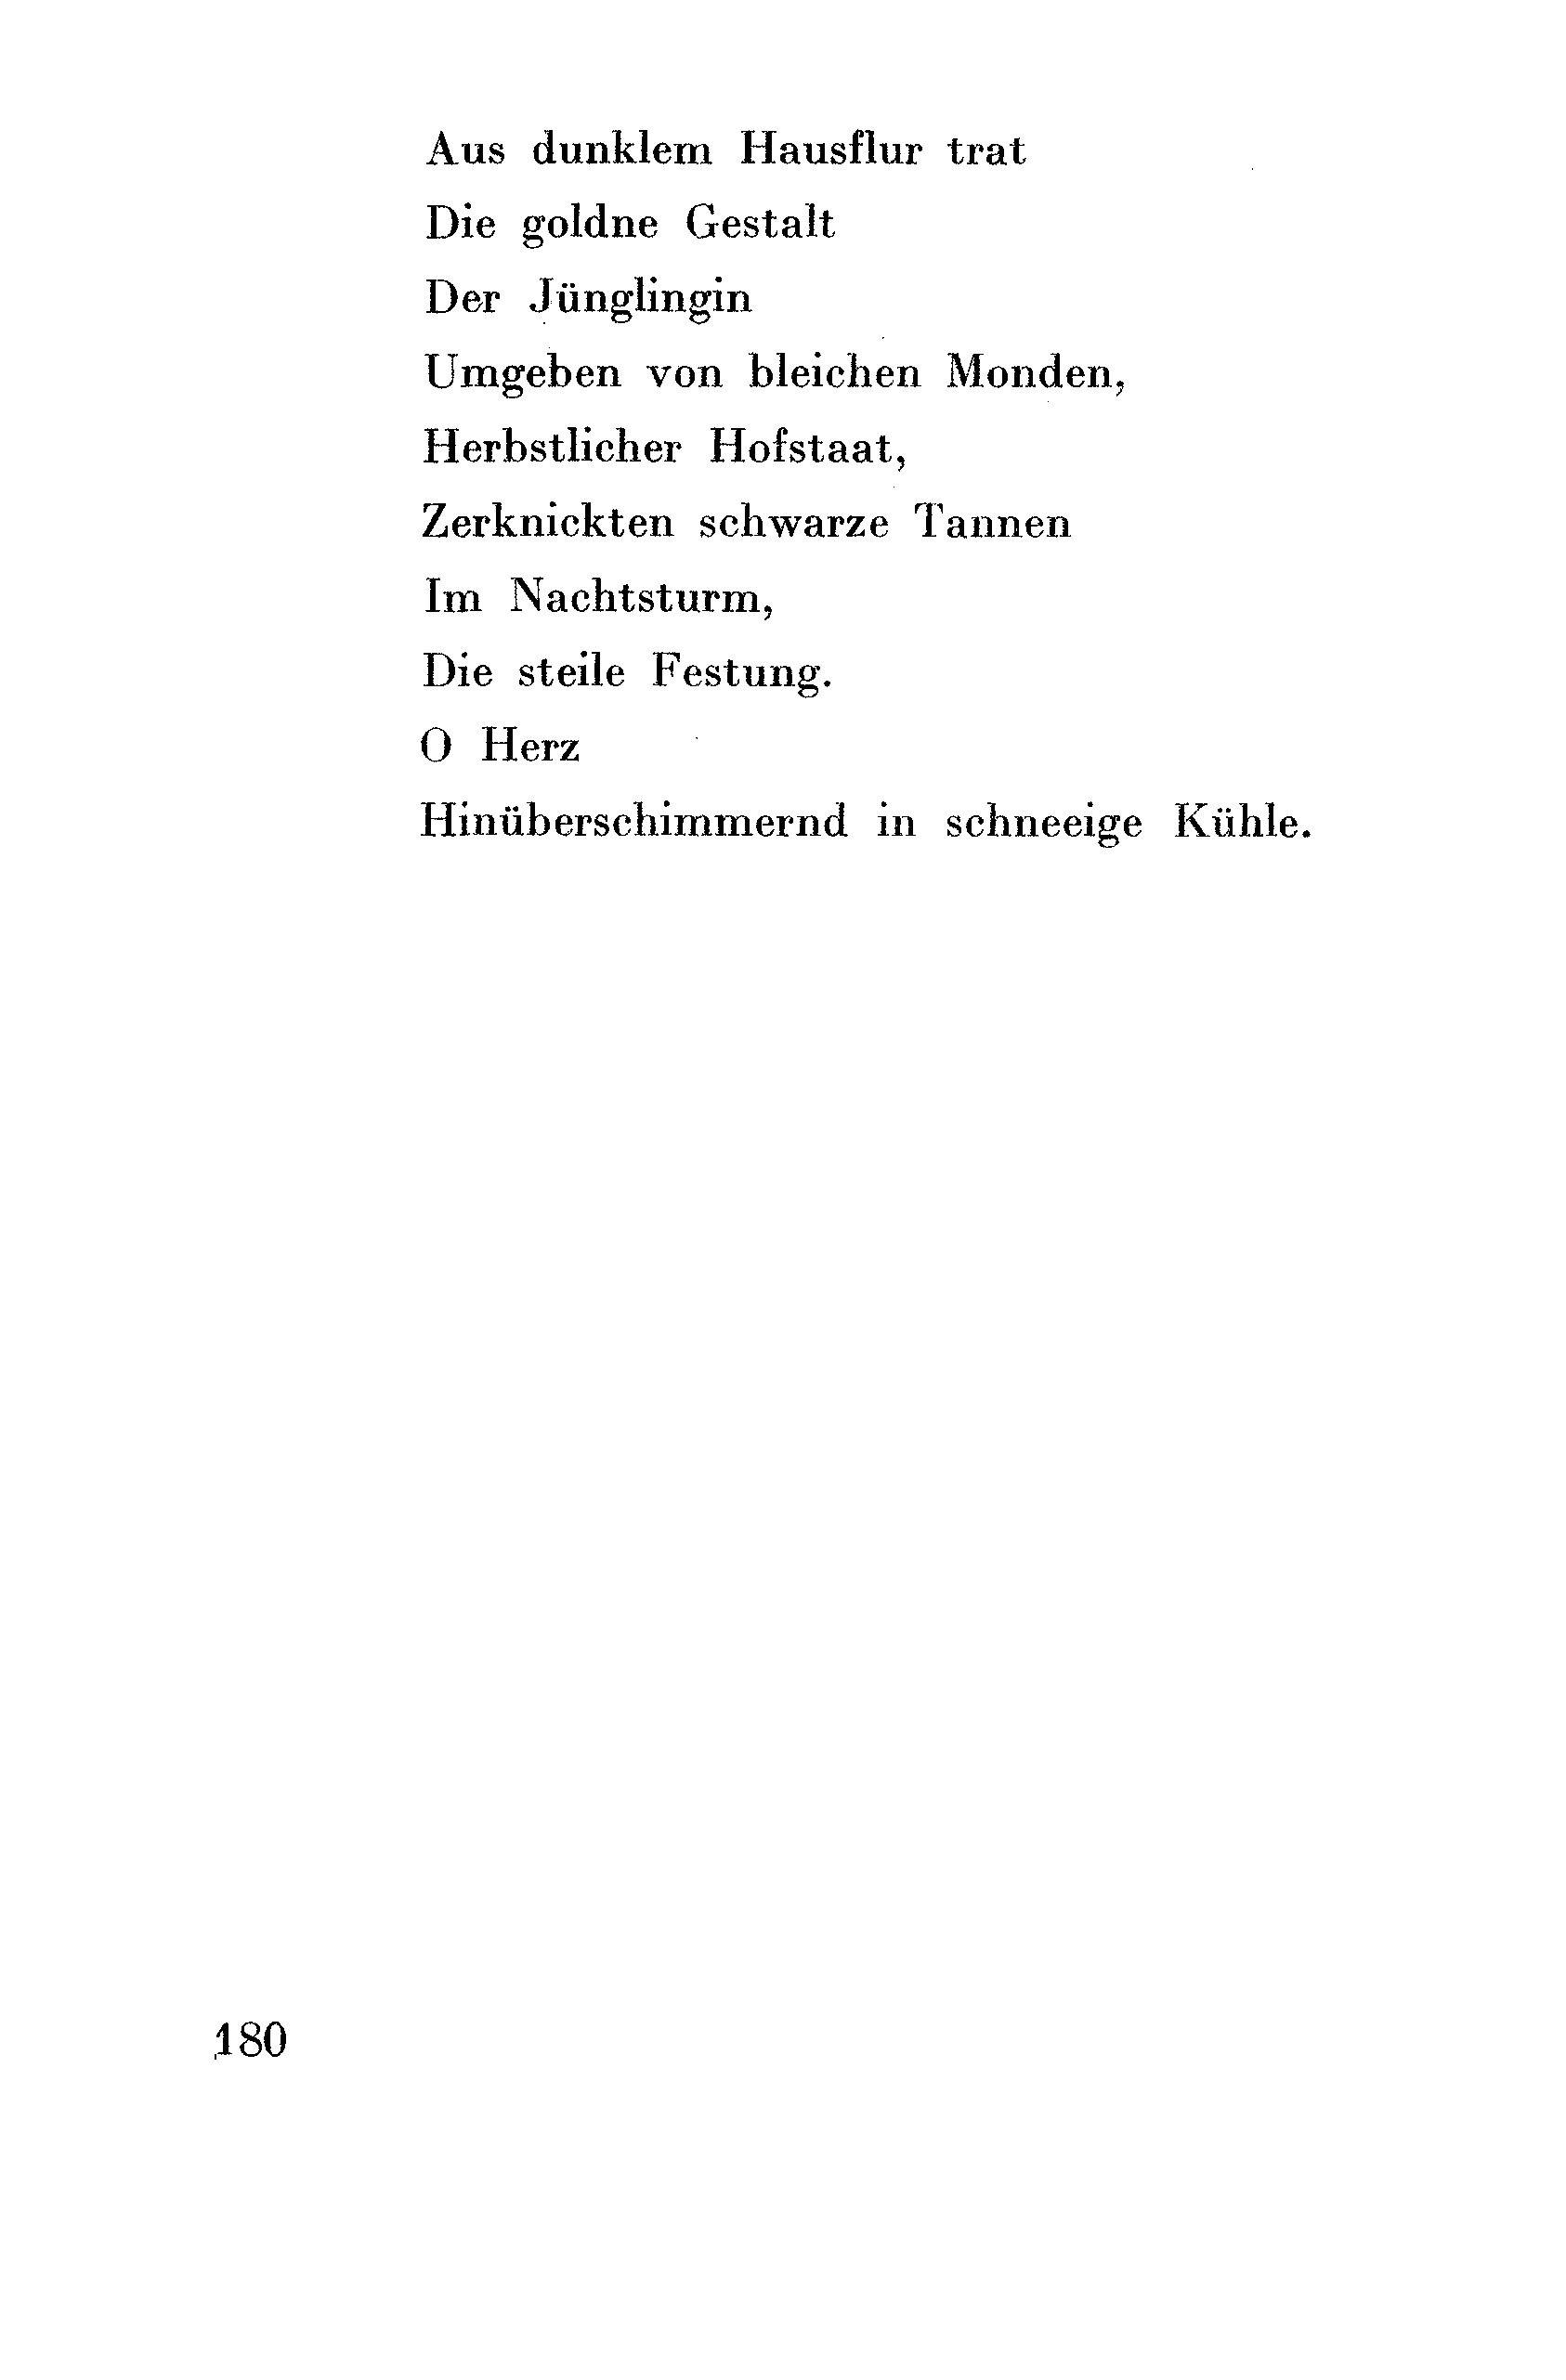 Aus dunklem Hausflur trat
Die goldne Gestalt
Der Jünglingin
Umgeben von bleichen Monden,
Herbstlicher Hofstaat,
Zerknickten schwarze Tannen
Im Nachtsturm,
Die steile Festung.
O Herz
Hinüberschimmernd in schneeige Kühle.
180